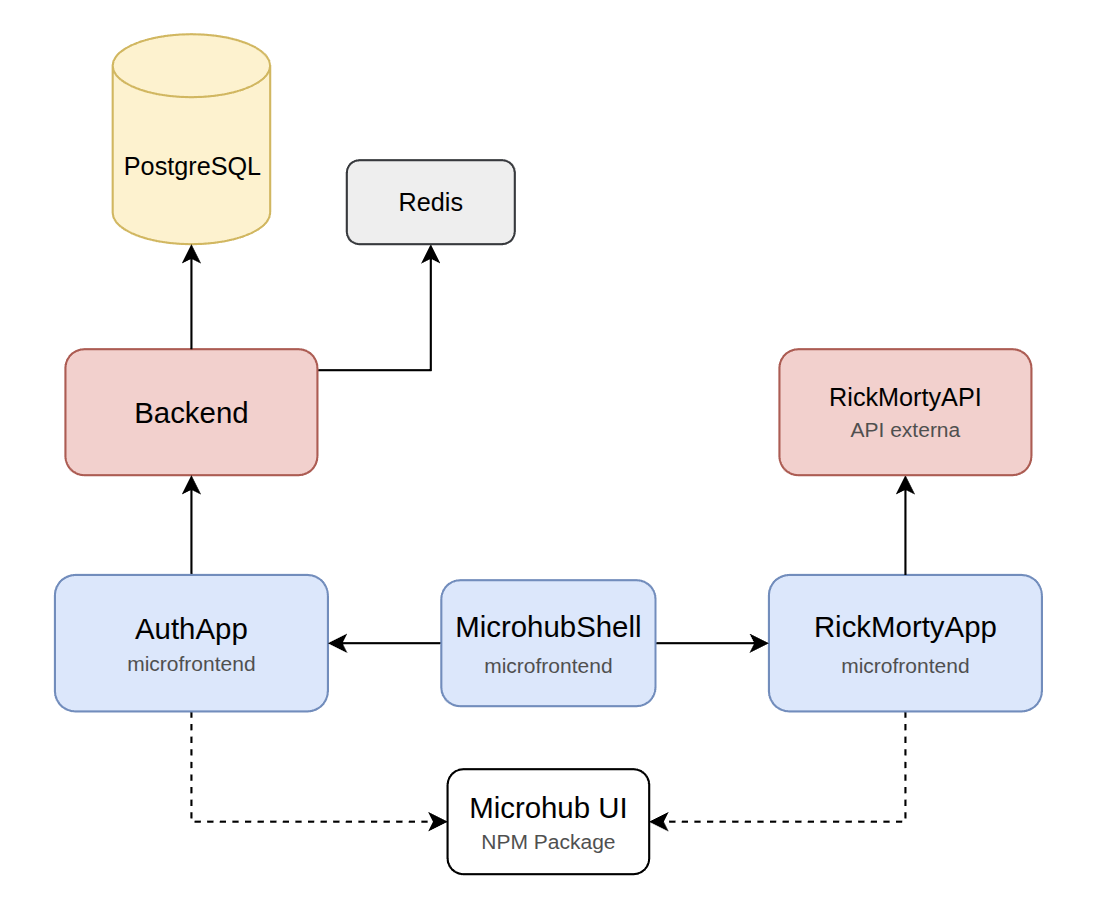 PostgreSQL
Redis
Backend
RickMortyAPI
API externa
AuthApp
microfrontend
MicrohubShell
microfrontend
RickMortyApp
microfrontend
Microhub UI
NPM Package